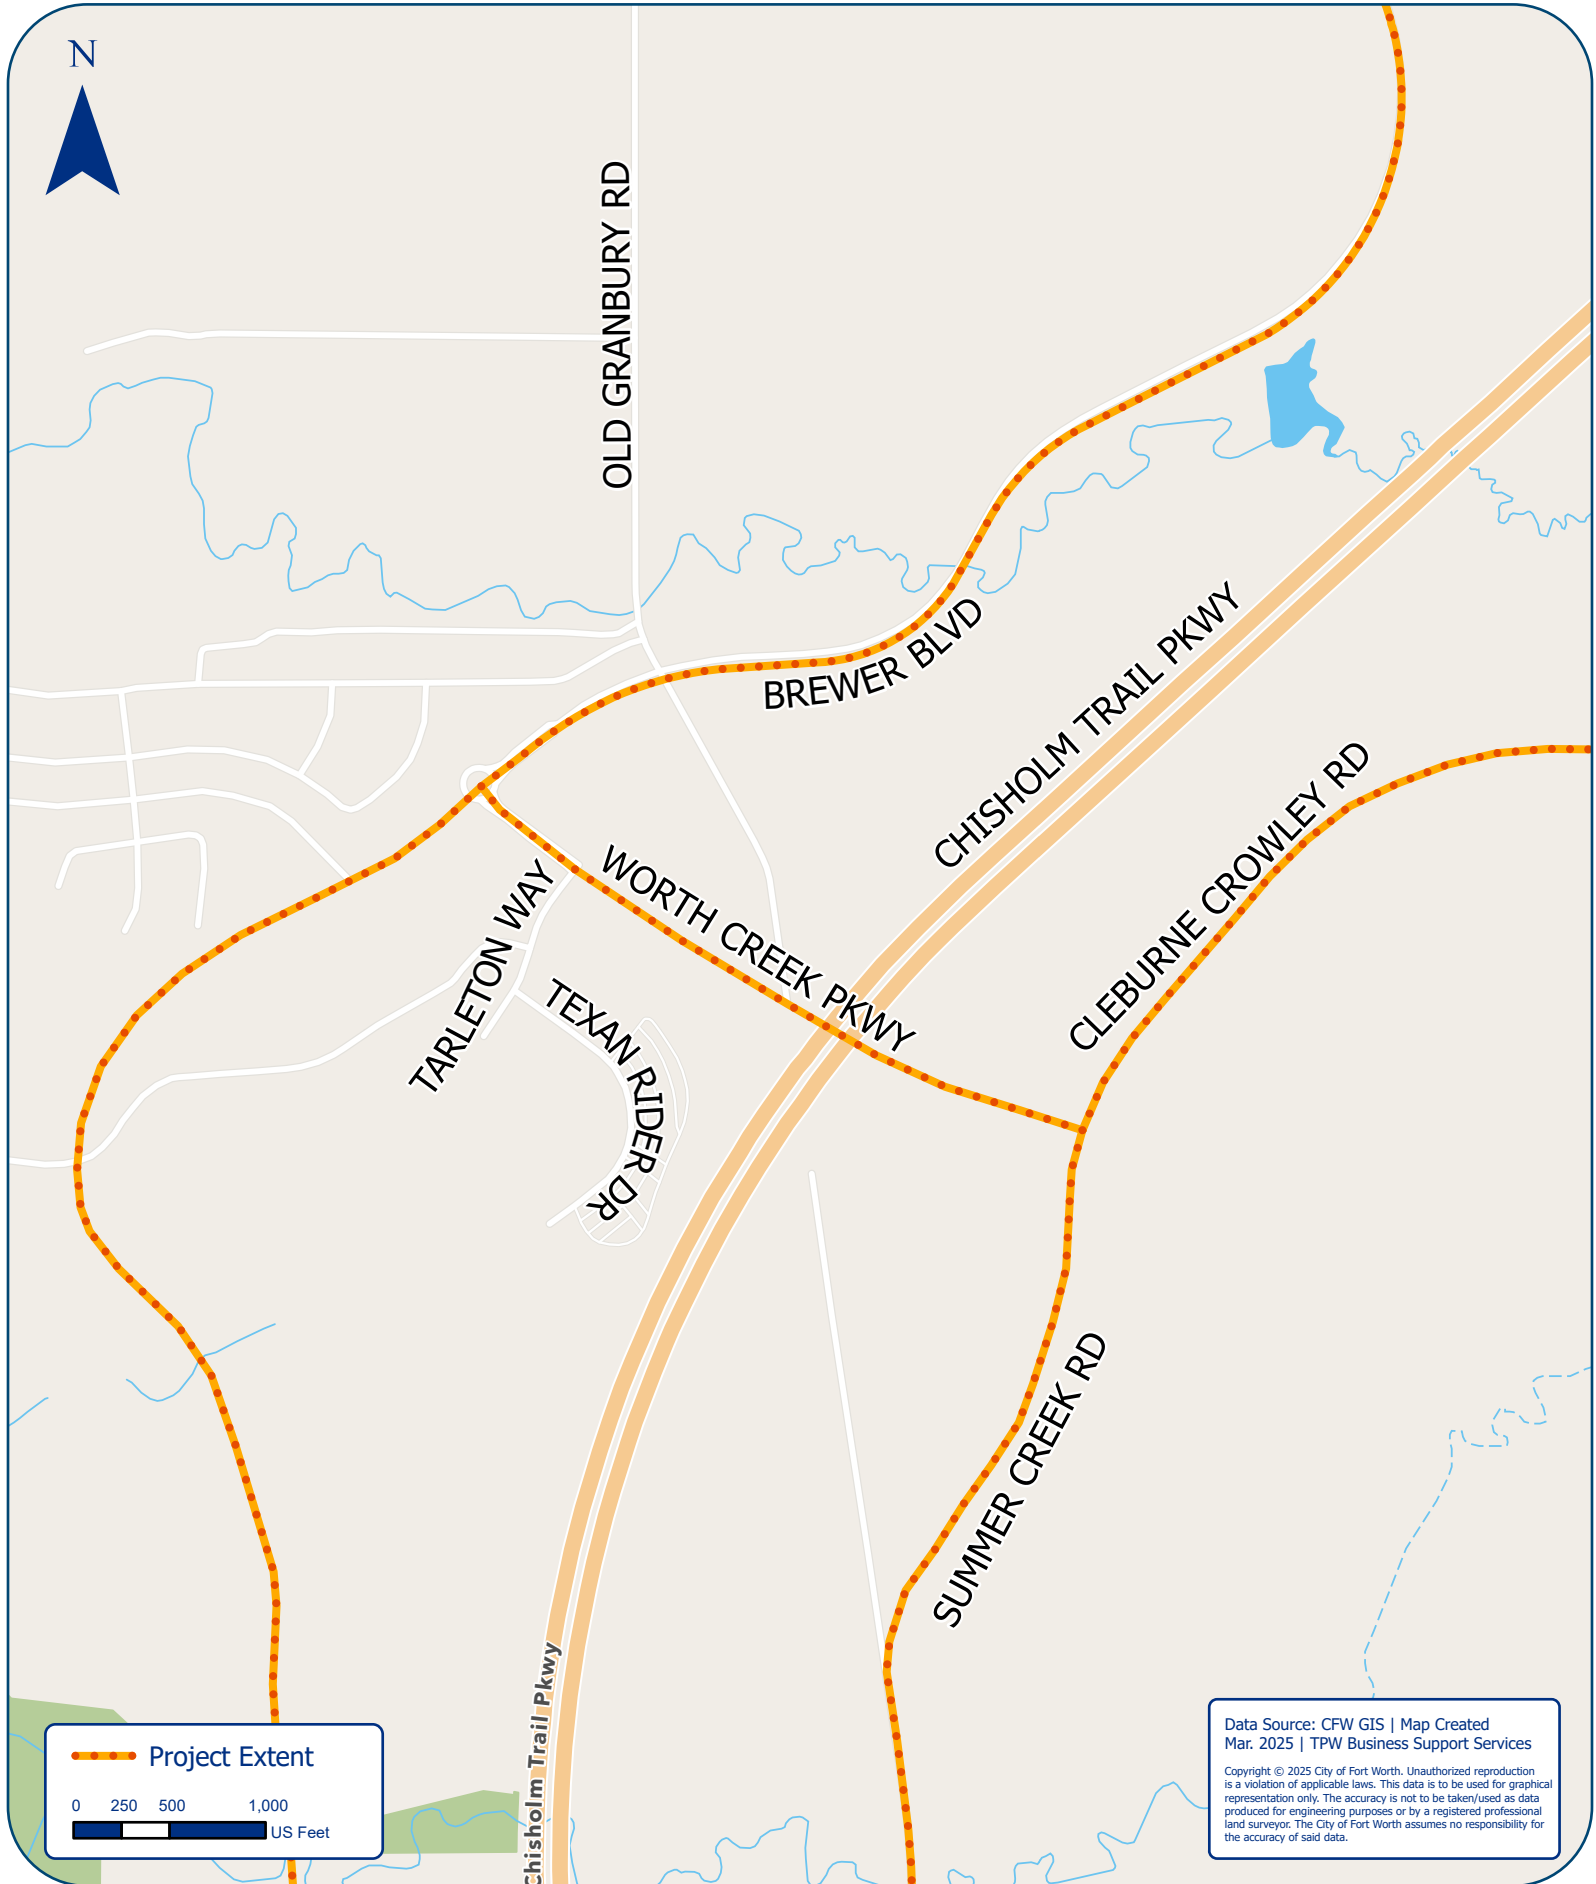 N
OLD GRANBURY RD
BREWER BLVD
CHISHOLM TRAIL PKWY
CLEBURNE CROWLEY RD
WORTH CREEK PKWY
TARLETON WAY
TEXAN RIDER DR
SUMMER CREEK RD
Chisholm Trail Pkwy
Project Extent
0 250 500 1,000
US Feet
Data Source: CFW GIS | Map Created
Mar. 2025 | TPW Business Support Services
Copyright © 2025 City of Fort Worth. Unauthorized reproduction
is a violation of applicable laws. This data is to be used for graphical
representation only. The accuracy is not to be taken/used as data
produced for engineering purposes or by a registered professional
land surveyor. The City of Fort Worth assumes no responsibility for
the accuracy of said data.